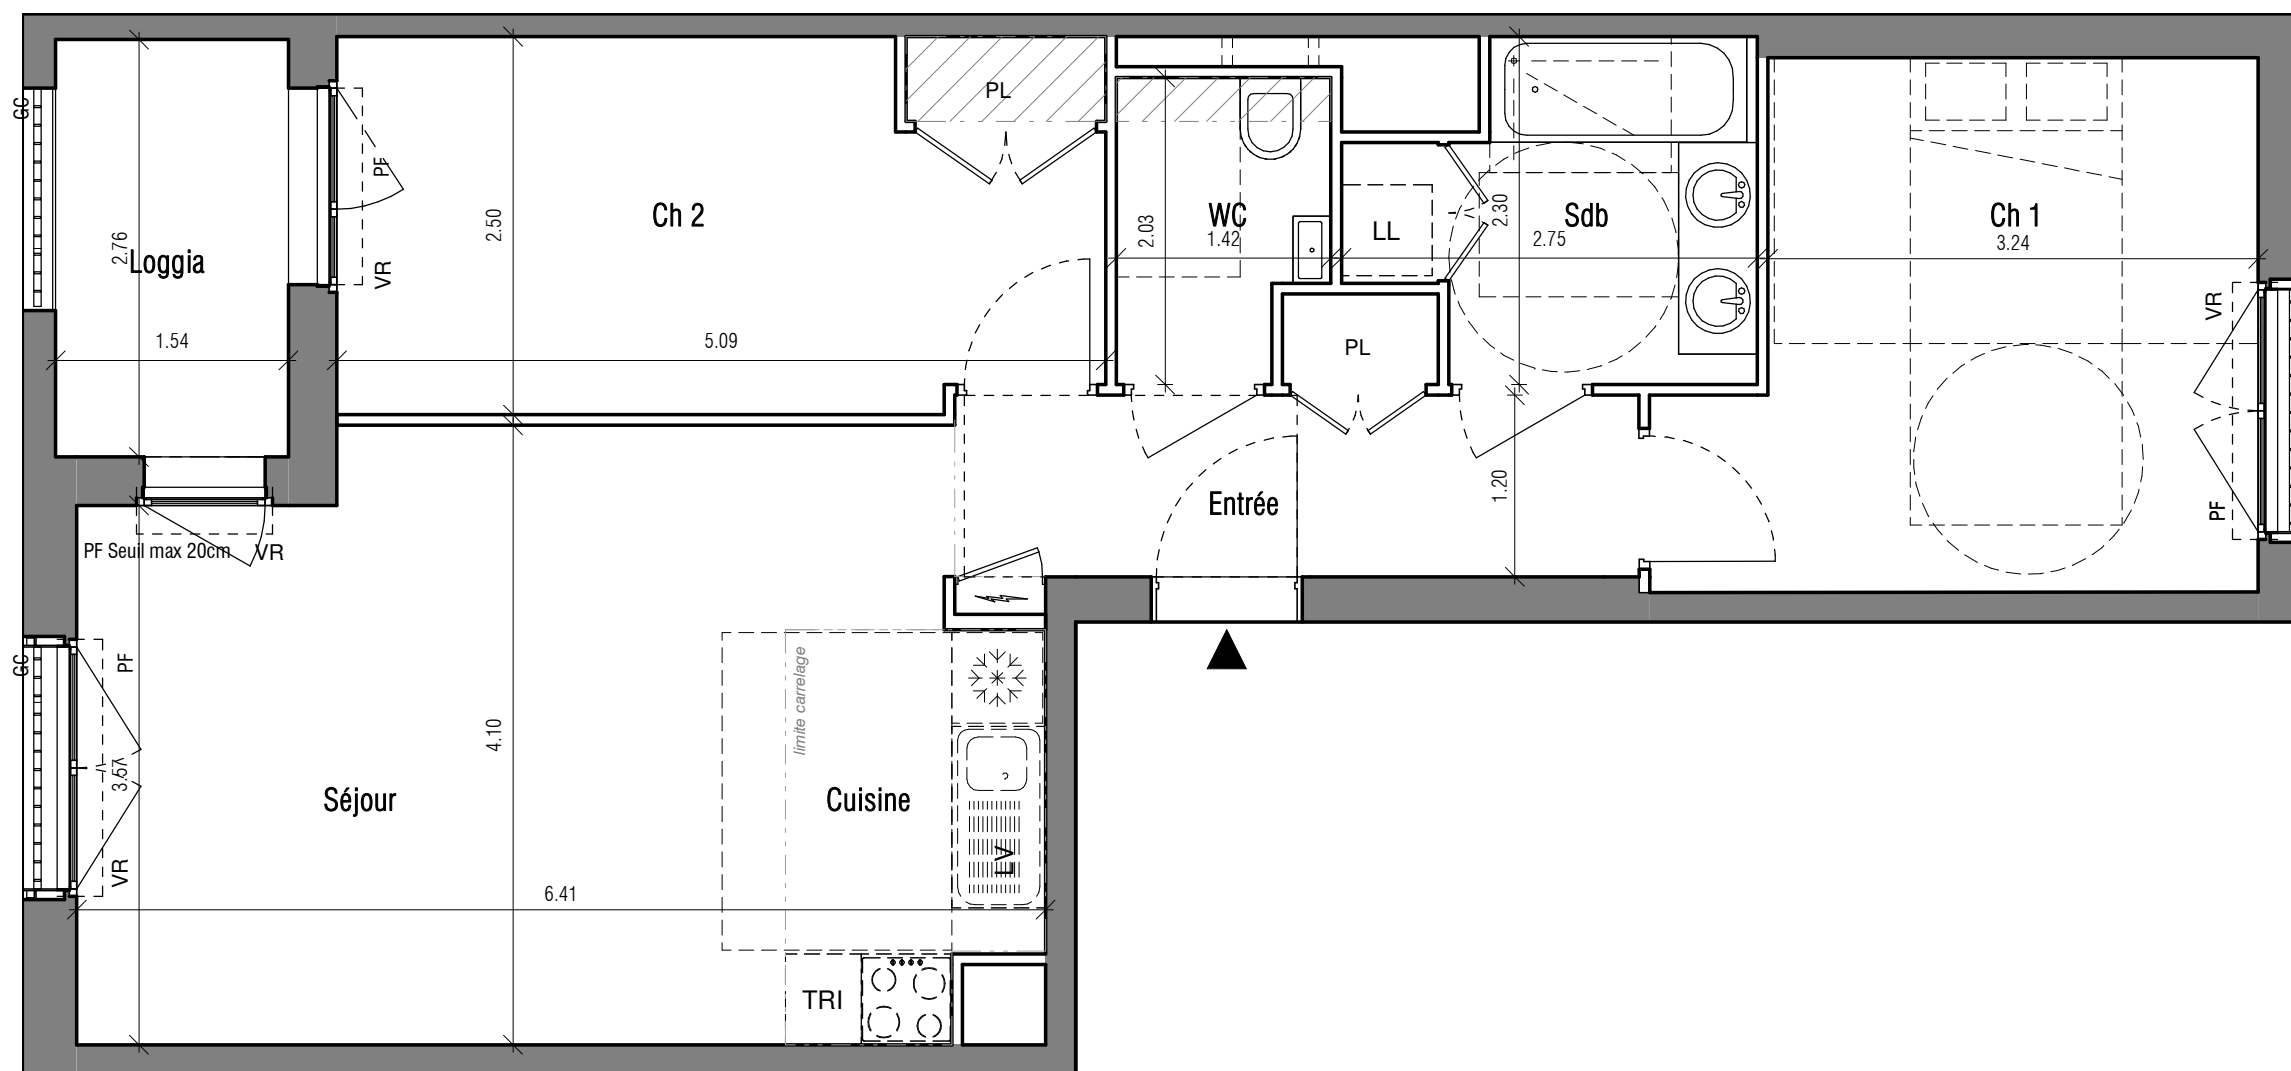 GC
2.76
Loggia
1.54
PF
VR
2.50
Ch 2
5.09
PL
2.03
WC
1.42
LL
PL
2.30
Sdb
2.75
Ch 1
3.24
VR
PF
Entrée
1.20
PF Seuil max 20cm
VR
GC
PF
3.57
VR
Séjour
4.10
6.41
limite carrelage
Cuisine
LV
TRI